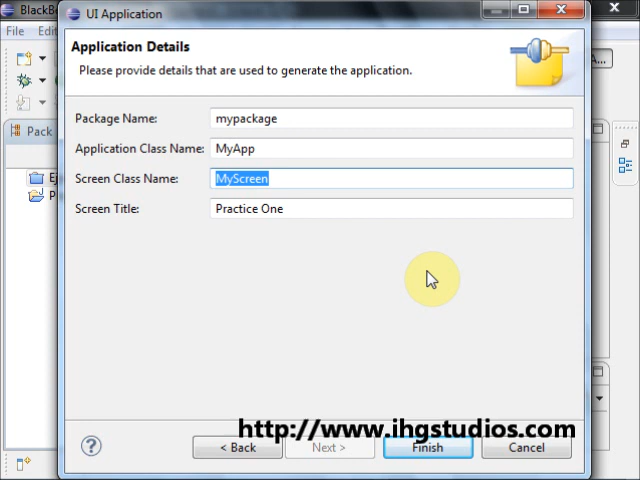 BlackBo
UI Application
File Edi
Application Details
Please provide details that are used to generate the application.
A...
Package Name: mypackage
Pack
Application Class Name: MyApp
Screen Class Name: MyScreen
Ej
P
Screen Title: Practice One
http://www.ihgstudios.com
< Back Next > Finish Cancel